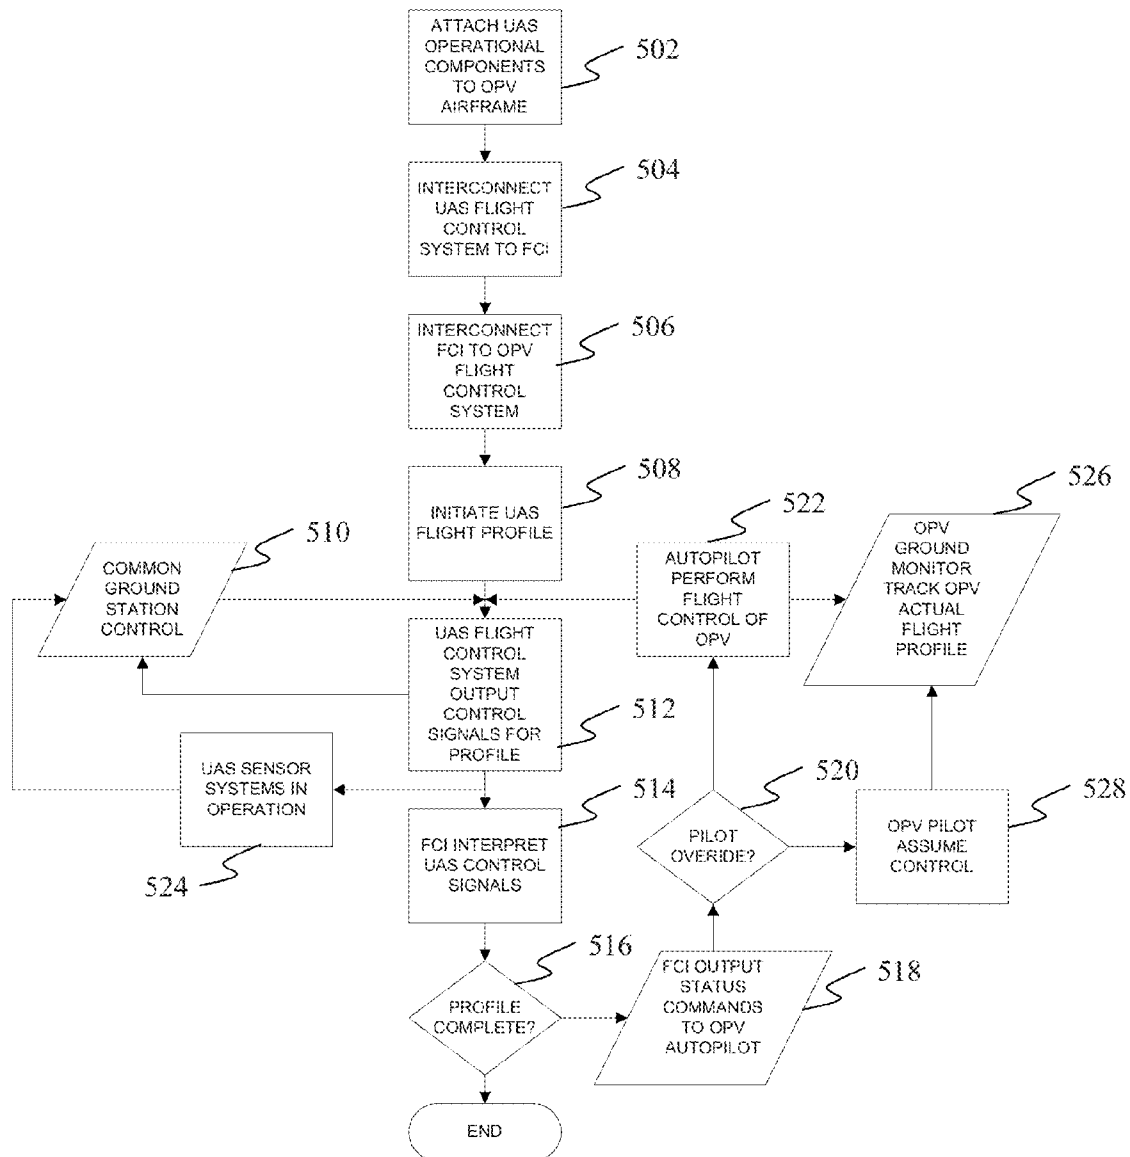 ATTACH UAS
OPERATIONAL
COMPONENTS
TO OPV
AIRFRAME
502
INTERCONNECT
UAS FLIGHT
CONTROL
SYSTEM TO FCI
504
INTERCONNECT
FCI TO OPV
FLIGHT
CONTROL
SYSTEM
506
INITIATE UAS
FLIGHT PROFILE
508
COMMON
GROUND
STATION
CONTROL
510
AUTOPILOT
PERFORM
FLIGHT
CONTROL OF
OPV
522
OPV
GROUND
MONITOR
TRACK OPV
ACTUAL
FLIGHT
PROFILE
526
UAS FLIGHT
CONTROL
SYSTEM
OUTPUT
CONTROL
SIGNALS FOR
PROFILE
512
UAS SENSOR
SYSTEMS IN
OPERATION
524
FCI INTERPRET
UAS CONTROL
SIGNALS
514
PILOT
OVERIDE?
520
OPV PILOT
ASSUME
CONTROL
528
PROFILE
COMPLETE?
516
FCI OUTPUT
STATUS
COMMANDS
TO OPV
AUTOPILOT
518
END